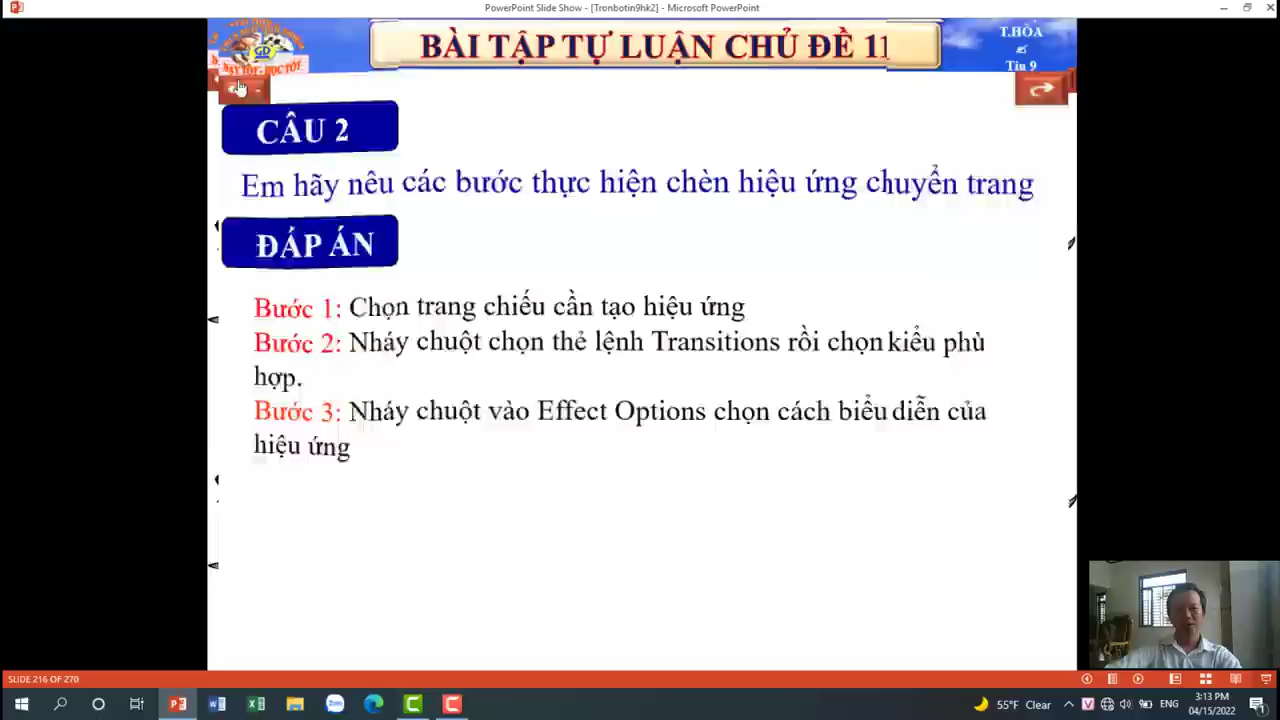 PowerPoint Slide Show - [Tronbotin9hk2] - Microsoft PowerPoint
BÀI TẬP TỰ LUẬN CHỦ ĐỀ 11
T.HÒA
Tin 9
CÂU 2
Em hãy nêu các bước thực hiện chèn hiệu ứng chuyển trang
ĐÁP ÁN
Bước 1: Chọn trang chiếu cần tạo hiệu ứng
Bước 2: Nháy chuột chọn thẻ lệnh Transitions rồi chọn kiểu phù
hợp.
Bước 3: Nháy chuột vào Effect Options chọn cách biểu diễn của
hiệu ứng
SLIDE 216 OF 270
55°F Clear
ENG
3:13 PM
04/15/2022